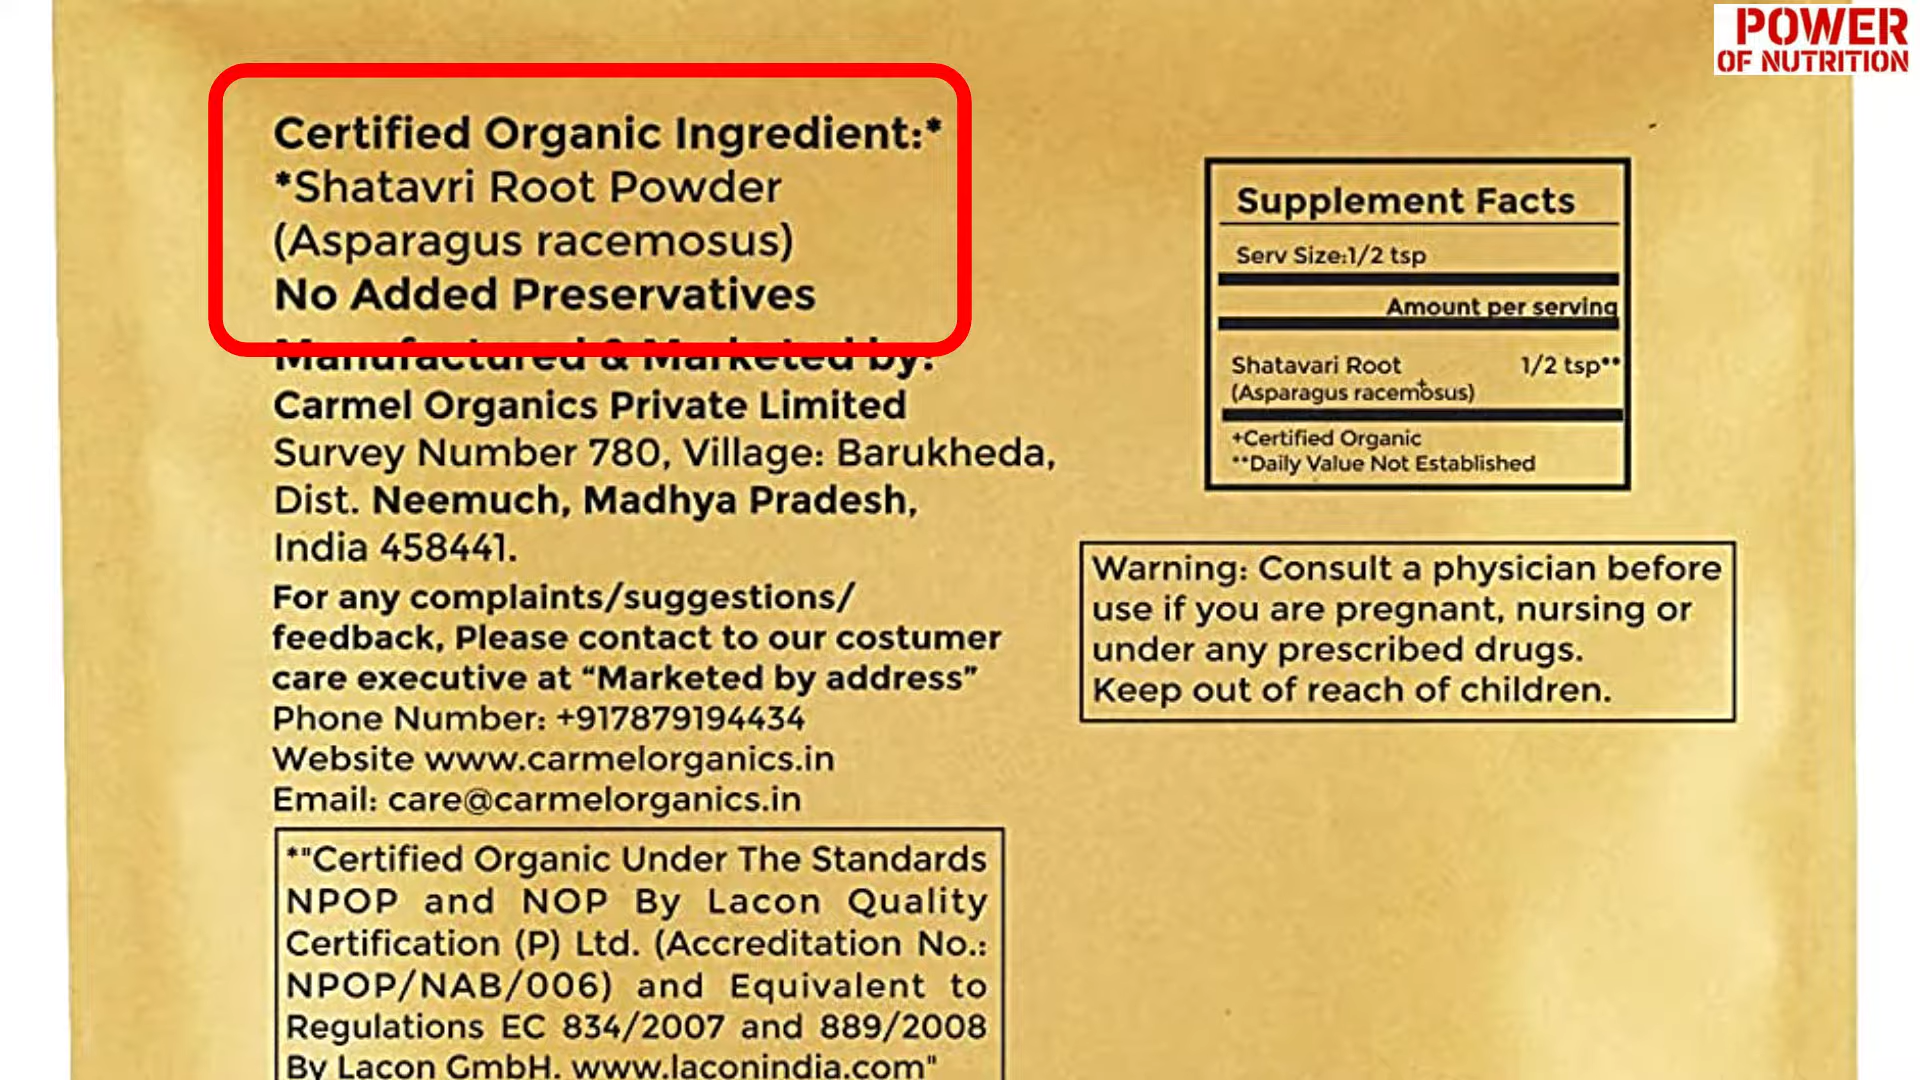 POWER
OF NUTRITION
Certified Organic Ingredient:*
*Shatavri Root Powder
(Asparagus racemosus)
No Added Preservatives
Manufactured & Marketed by:
Carmel Organics Private Limited
Survey Number 780, Village: Barukheda,
Dist. Neemuch, Madhya Pradesh,
India 458441.
For any complaints/suggestions/
feedback, Please contact to our costumer
care executive at “Marketed by address”
Phone Number: +917879194434
Website www.carmelorganics.in
Email: care@carmelorganics.in
*"Certified Organic Under The Standards
NPOP and NOP By Lacon Quality
Certification (P) Ltd. (Accreditation No.:
NPOP/NAB/006) and Equivalent to
Regulations EC 834/2007 and 889/2008
By Lacon GmbH. www.laconindia.com"
Supplement Facts
Serv Size:1/2 tsp
Amount per serving
Shatavari Root 1/2 tsp**
(Asparagus racemosus)+
+Certified Organic
**Daily Value Not Established
Warning: Consult a physician before
use if you are pregnant, nursing or
under any prescribed drugs.
Keep out of reach of children.